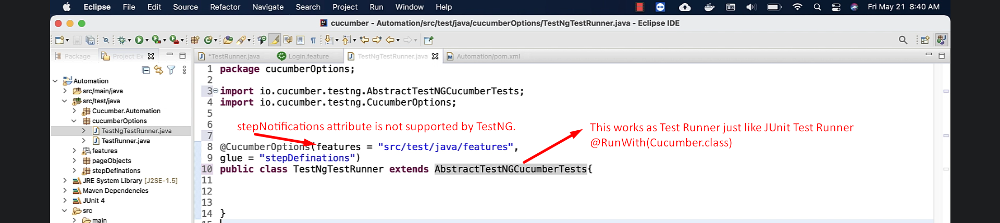 Eclipse File Edit Source Refactor Navigate Search Project Run Window Help Fri May 21 8:40 AM
cucumber - Automation/src/test/java/cucumberOptions/TestNgTestRunner.java - Eclipse IDE
Package Project Ex *TestRunner.java Login.feature TestNgTestRunner.java Automation/pom.xml
Automation
src/main/java
src/test/java
Cucumber.Automation
cucumberOptions
TestNgTestRunner.java
TestRunner.java
features
pageObjects
stepDefinations
JRE System Library [J2SE-1.5]
Maven Dependencies
JUnit 4
src
main
1 package cucumberOptions;
2
3 import io.cucumber.testng.AbstractTestNGCucumberTests;
4 import io.cucumber.testng.CucumberOptions;
5
6
7
8 @CucumberOptions(features = "src/test/java/features",
9 glue = "stepDefinations")
10 public class TestNgTestRunner extends AbstractTestNGCucumberTests{
11
12
13
14 }
15
stepNotifications attribute is not supported by TestNG.
This works as Test Runner just like JUnit Test Runner
@RunWith(Cucumber.class)